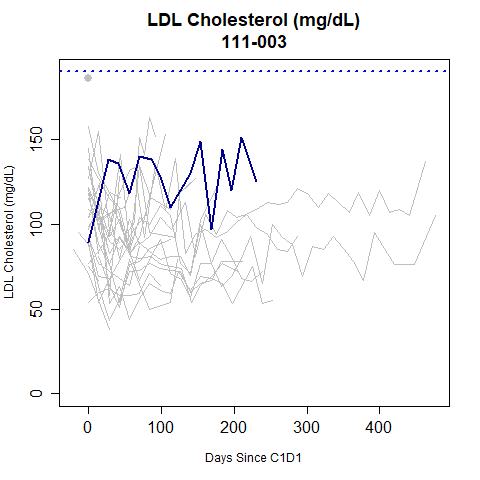 LDL Cholesterol (mg/dL)
111-003
LDL Cholesterol (mg/dL)
150
100
50
0
0 100 200 300 400
Days Since C1D1